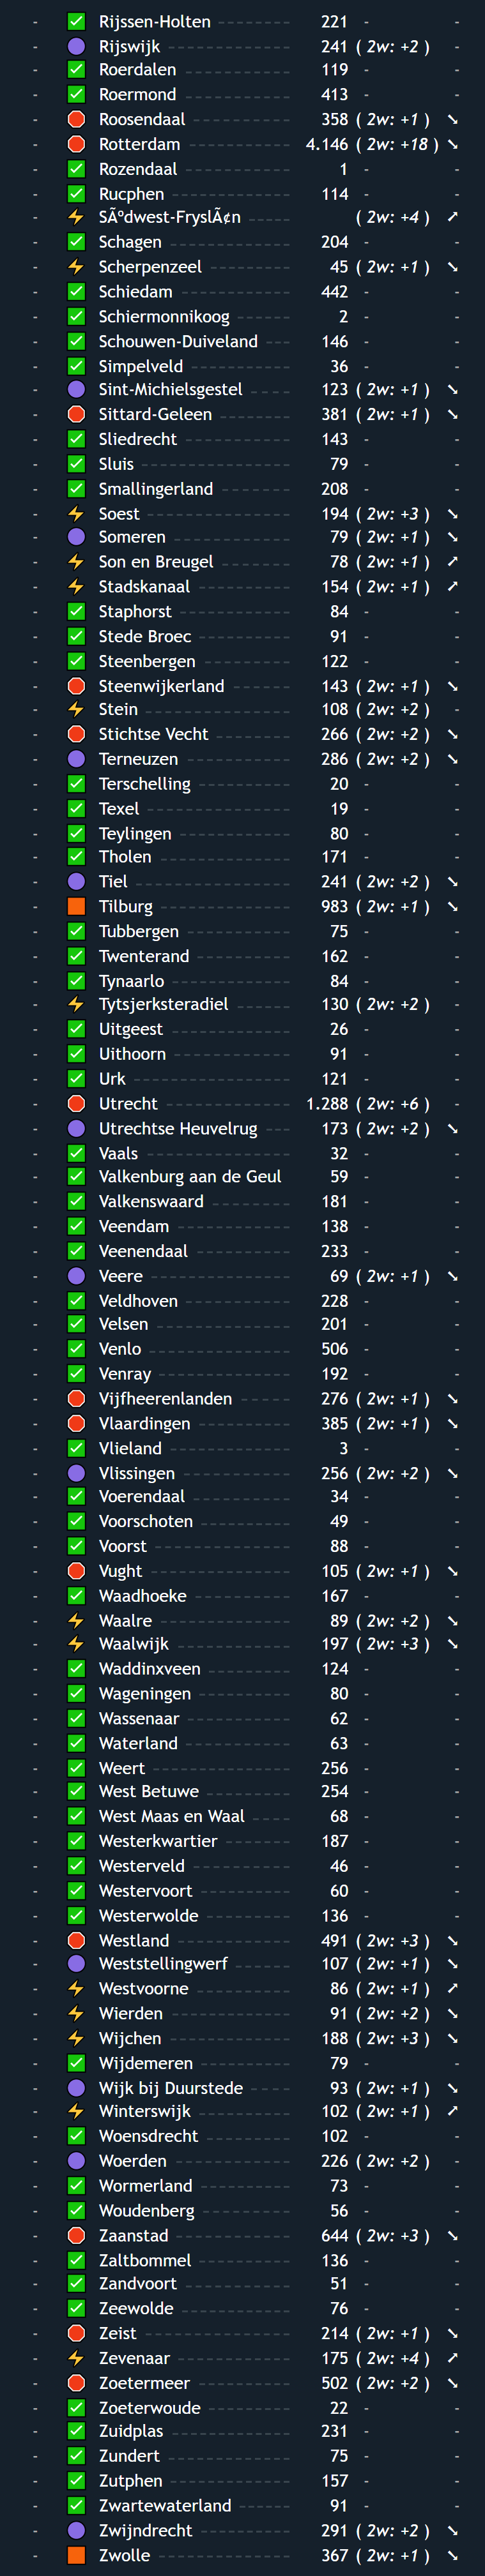 - ✅ Rijssen-Holten 221 - -
- 🟣 Rijswijk 241 ( 2w: +2 ) -
- ✅ Roerdalen 119 - -
- ✅ Roermond 413 - -
- 🛑 Roosendaal 358 ( 2w: +1 ) ↘
- 🛑 Rotterdam 4.146 ( 2w: +18 ) ↘
- ✅ Rozendaal 1 - -
- ✅ Rucphen 114 - -
- ⚡ SÃºdwest-FryslÃ¢n ( 2w: +4 ) ↗
- ✅ Schagen 204 - -
- ⚡ Scherpenzeel 45 ( 2w: +1 ) ↘
- ✅ Schiedam 442 - -
- ✅ Schiermonnikoog 2 - -
- ✅ Schouwen-Duiveland 146 - -
- ✅ Simpelveld 36 - -
- 🟣 Sint-Michielsgestel 123 ( 2w: +1 ) ↘
- 🛑 Sittard-Geleen 381 ( 2w: +1 ) ↘
- ✅ Sliedrecht 143 - -
- ✅ Sluis 79 - -
- ✅ Smallingerland 208 - -
- ⚡ Soest 194 ( 2w: +3 ) ↘
- 🟣 Someren 79 ( 2w: +1 ) ↘
- ⚡ Son en Breugel 78 ( 2w: +1 ) ↗
- ⚡ Stadskanaal 154 ( 2w: +1 ) ↗
- ✅ Staphorst 84 - -
- ✅ Stede Broec 91 - -
- ✅ Steenbergen 122 - -
- 🛑 Steenwijkerland 143 ( 2w: +1 ) ↘
- ⚡ Stein 108 ( 2w: +2 ) -
- 🛑 Stichtse Vecht 266 ( 2w: +2 ) ↘
- 🟣 Terneuzen 286 ( 2w: +2 ) ↘
- ✅ Terschelling 20 - -
- ✅ Texel 19 - -
- ✅ Teylingen 80 - -
- ✅ Tholen 171 - -
- 🟣 Tiel 241 ( 2w: +2 ) ↘
- 🟧 Tilburg 983 ( 2w: +1 ) ↘
- ✅ Tubbergen 75 - -
- ✅ Twenterand 162 - -
- ✅ Tynaarlo 84 - -
- ⚡ Tytsjerksteradiel 130 ( 2w: +2 ) -
- ✅ Uitgeest 26 - -
- ✅ Uithoorn 91 - -
- ✅ Urk 121 - -
- 🛑 Utrecht 1.288 ( 2w: +6 ) -
- 🟣 Utrechtse Heuvelrug 173 ( 2w: +2 ) ↘
- ✅ Vaals 32 - -
- ✅ Valkenburg aan de Geul 59 - -
- ✅ Valkenswaard 181 - -
- ✅ Veendam 138 - -
- ✅ Veenendaal 233 - -
- 🟣 Veere 69 ( 2w: +1 ) ↘
- ✅ Veldhoven 228 - -
- ✅ Velsen 201 - -
- ✅ Venlo 506 - -
- ✅ Venray 192 - -
- 🛑 Vijfheerenlanden 276 ( 2w: +1 ) ↘
- 🛑 Vlaardingen 385 ( 2w: +1 ) ↘
- ✅ Vlieland 3 - -
- 🟣 Vlissingen 256 ( 2w: +2 ) ↘
- ✅ Voerendaal 34 - -
- ✅ Voorschoten 49 - -
- ✅ Voorst 88 - -
- 🛑 Vught 105 ( 2w: +1 ) ↘
- ✅ Waadhoeke 167 - -
- ⚡ Waalre 89 ( 2w: +2 ) ↘
- ⚡ Waalwijk 197 ( 2w: +3 ) ↘
- ✅ Waddinxveen 124 - -
- ✅ Wageningen 80 - -
- ✅ Wassenaar 62 - -
- ✅ Waterland 63 - -
- ✅ Weert 256 - -
- ✅ West Betuwe 254 - -
- ✅ West Maas en Waal 68 - -
- ✅ Westerkwartier 187 - -
- ✅ Westerveld 46 - -
- ✅ Westervoort 60 - -
- ✅ Westerwolde 136 - -
- 🛑 Westland 491 ( 2w: +3 ) ↘
- 🟣 Weststellingwerf 107 ( 2w: +1 ) ↘
- ⚡ Westvoorne 86 ( 2w: +1 ) ↗
- ⚡ Wierden 91 ( 2w: +2 ) ↘
- ⚡ Wijchen 188 ( 2w: +3 ) ↘
- ✅ Wijdemeren 79 - -
- 🟣 Wijk bij Duurstede 93 ( 2w: +1 ) ↘
- ⚡ Winterswijk 102 ( 2w: +1 ) ↗
- ✅ Woensdrecht 102 - -
- 🟣 Woerden 226 ( 2w: +2 ) -
- ✅ Wormerland 73 - -
- ✅ Woudenberg 56 - -
- 🛑 Zaanstad 644 ( 2w: +3 ) ↘
- ✅ Zaltbommel 136 - -
- ✅ Zandvoort 51 - -
- ✅ Zeewolde 76 - -
- 🛑 Zeist 214 ( 2w: +1 ) ↘
- ⚡ Zevenaar 175 ( 2w: +4 ) ↗
- 🛑 Zoetermeer 502 ( 2w: +2 ) ↘
- ✅ Zoeterwoude 22 - -
- ✅ Zuidplas 231 - -
- ✅ Zundert 75 - -
- ✅ Zutphen 157 - -
- ✅ Zwartewaterland 91 - -
- 🟣 Zwijndrecht 291 ( 2w: +2 ) ↘
- 🟧 Zwolle 367 ( 2w: +1 ) ↘